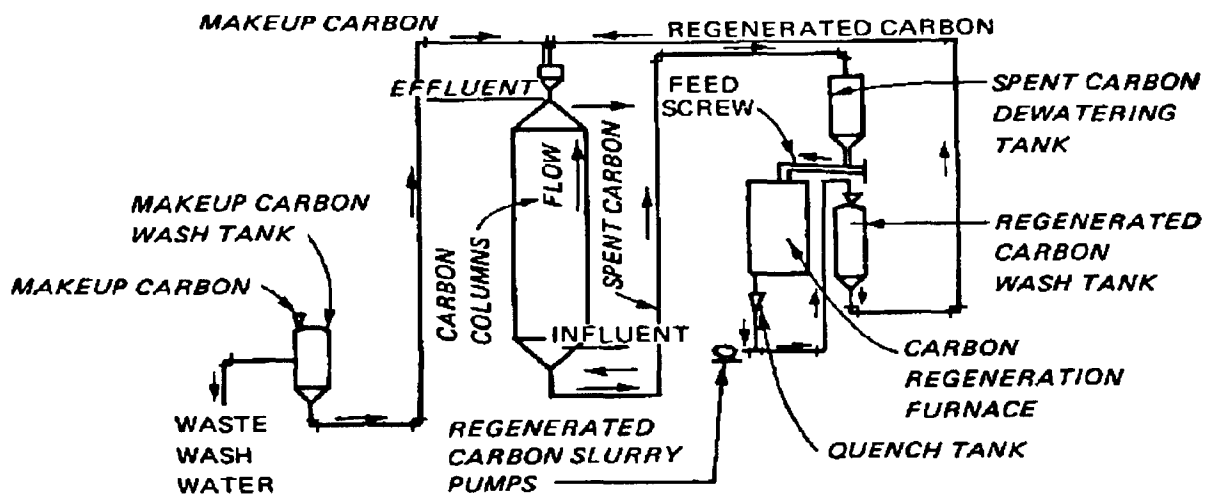 MAKEUP CARBON
REGENERATED CARBON
EFFLUENT
FEED
SCREW
SPENT CARBON
DEWATERING
TANK
FLOW
CARBON
COLUMNS
SPENT CARBON
MAKEUP CARBON
WASH TANK
REGENERATED
CARBON
WASH TANK
MAKEUP CARBON
INFLUENT
CARBON
REGENERATION
FURNACE
WASTE
WASH
WATER
REGENERATED
CARBON SLURRY
PUMPS
QUENCH TANK